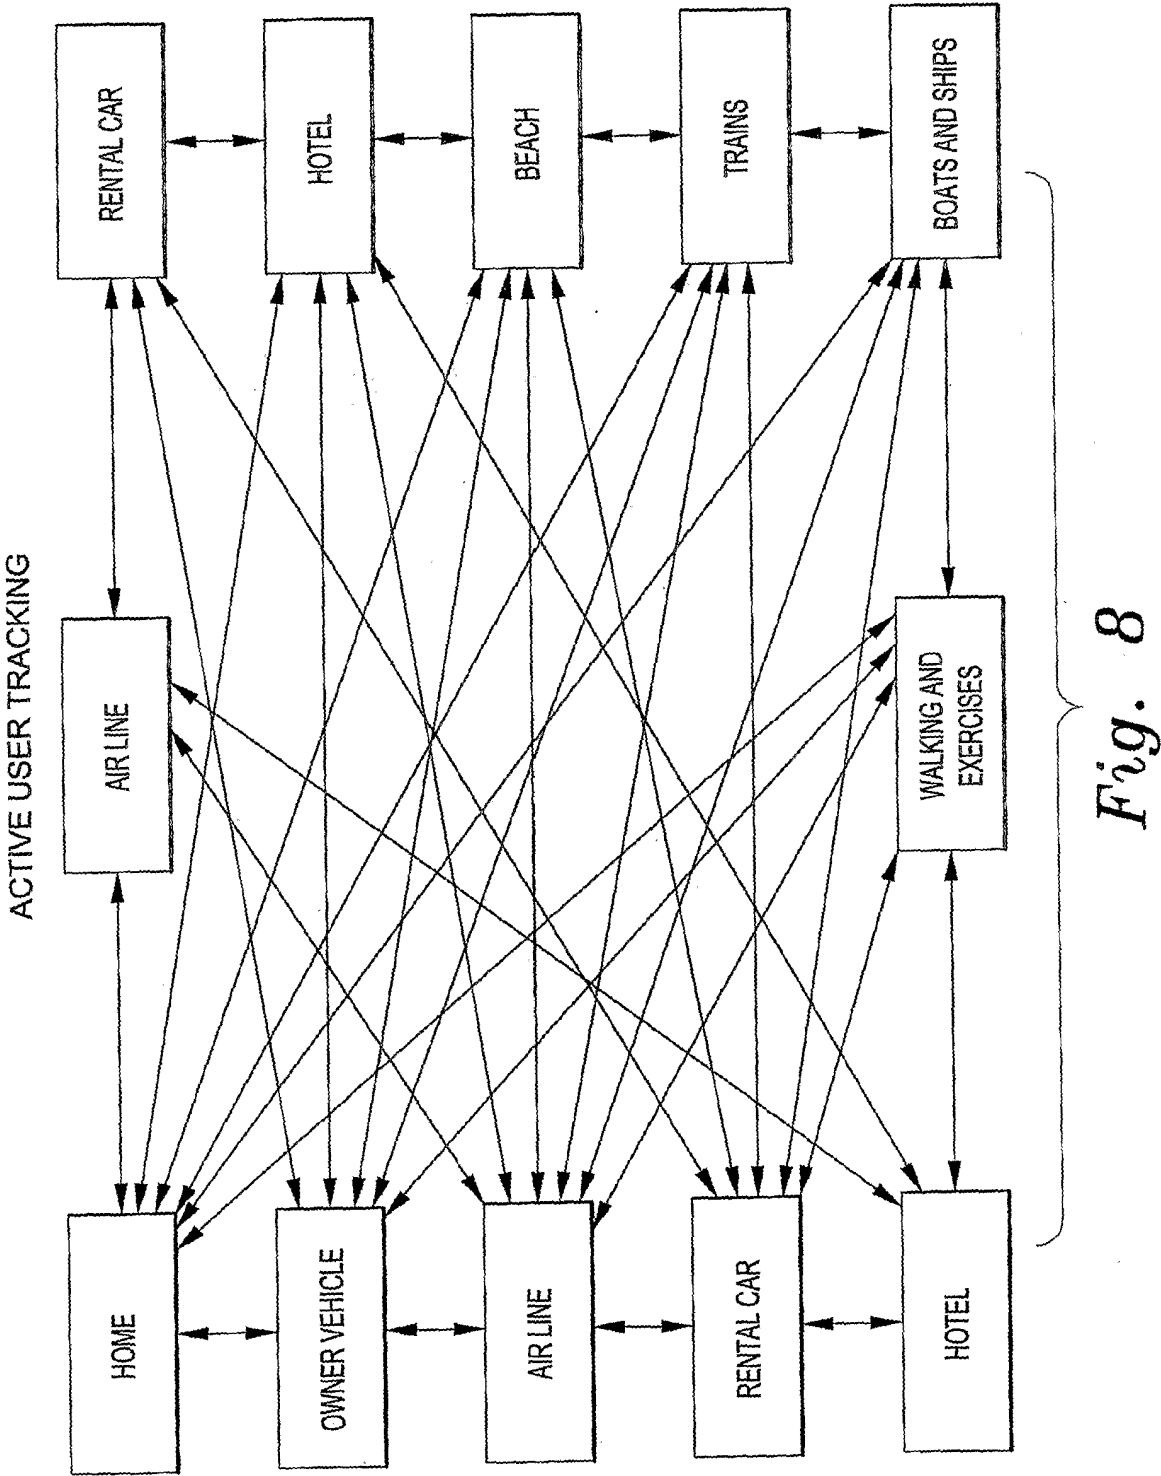 ACTIVE USER TRACKING
HOME
AIR LINE
RENTAL CAR
OWNER VEHICLE
HOTEL
AIR LINE
BEACH
RENTAL CAR
TRAINS
HOTEL
WALKING AND
EXERCISES
BOATS AND SHIPS
Fig. 8